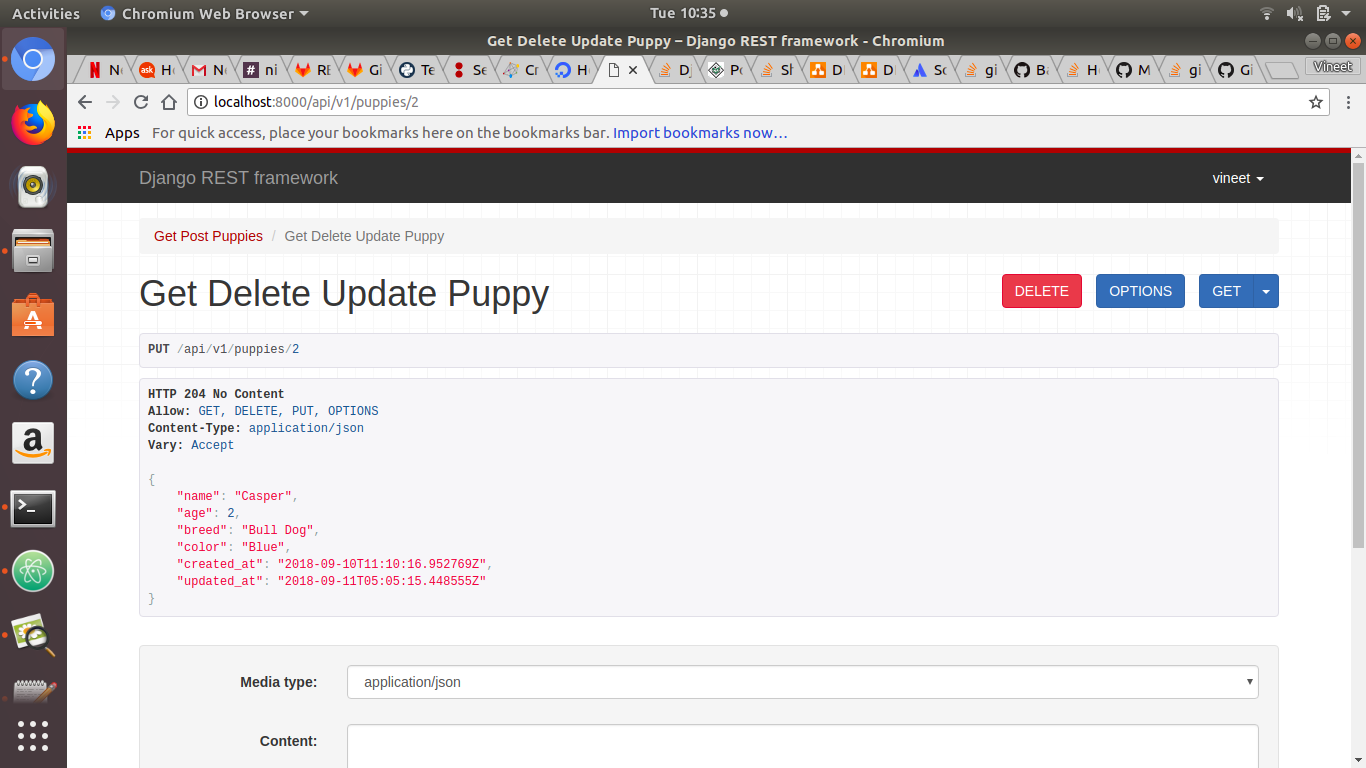 Activities Chromium Web Browser Tue 10:35
Get Delete Update Puppy – Django REST framework - Chromium
N ask H N # ni RE Gi Te Se Cr H D P Sh D D So gi Ba H M gi Gi Vineet
localhost:8000/api/v1/puppies/2
Apps For quick access, place your bookmarks here on the bookmarks bar. Import bookmarks now…
Django REST framework vineet
Get Post Puppies / Get Delete Update Puppy
Get Delete Update Puppy DELETE OPTIONS GET
PUT /api/v1/puppies/2
HTTP 204 No Content
Allow: GET, DELETE, PUT, OPTIONS
Content-Type: application/json
Vary: Accept
{
"name": "Casper",
"age": 2,
"breed": "Bull Dog",
"color": "Blue",
"created_at": "2018-09-10T11:10:16.952769Z",
"updated_at": "2018-09-11T05:05:15.448555Z"
}
Media type: application/json
Content: